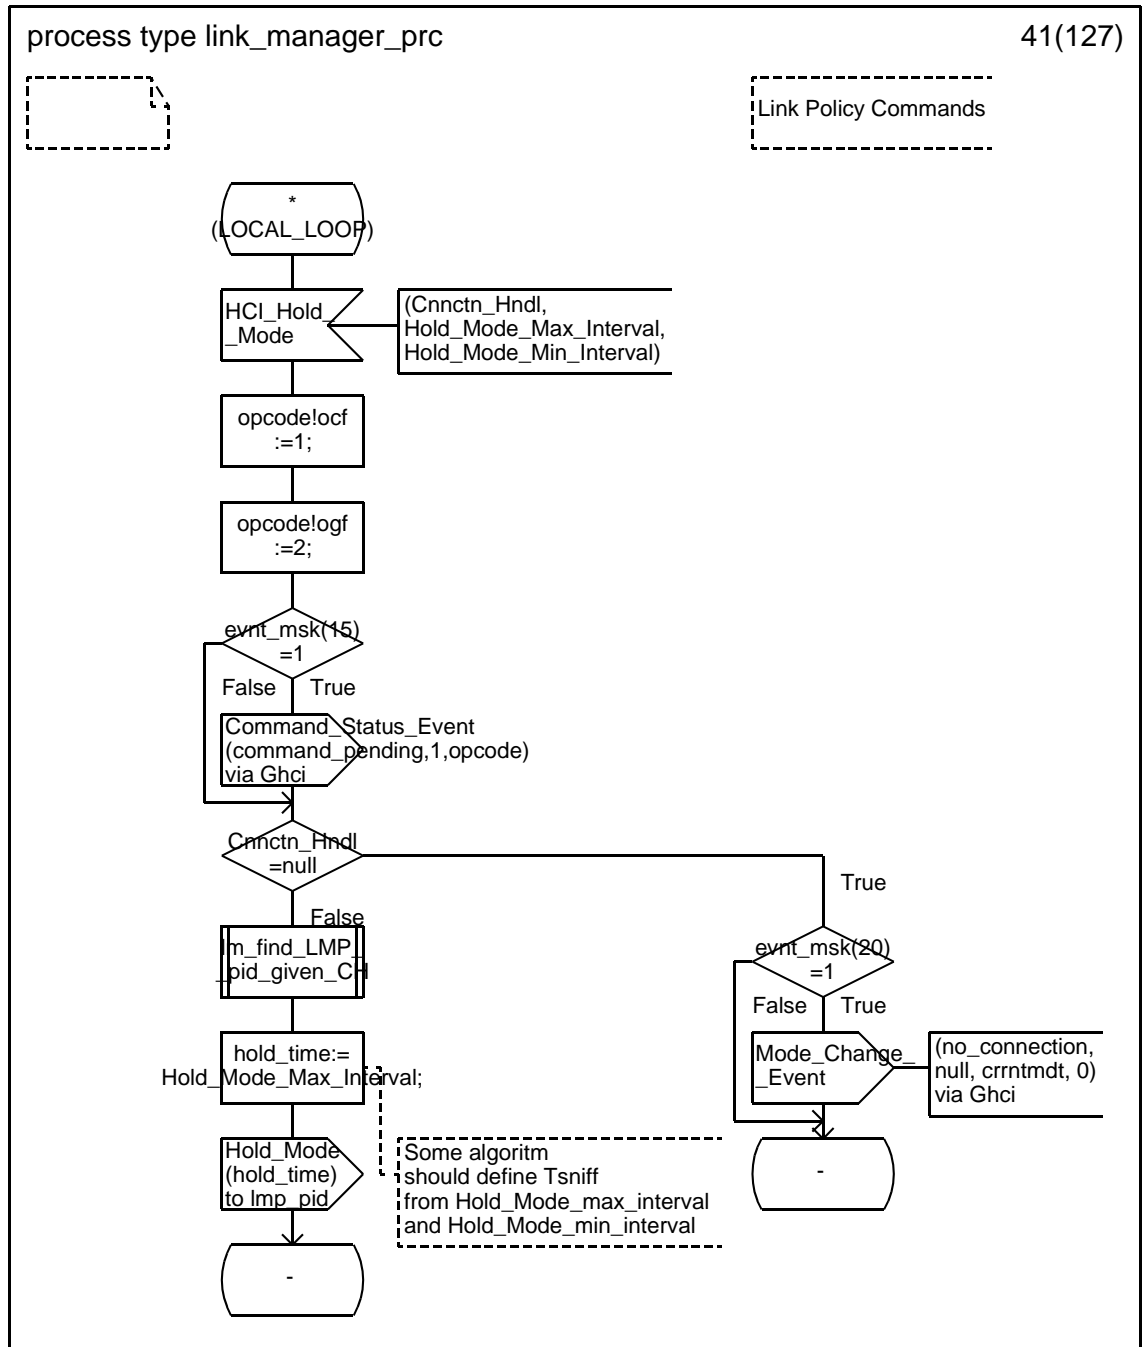 process type link_manager_prc
41(127)
Link Policy Commands
*
(LOCAL_LOOP)
HCI_Hold_
_Mode
(Cnnctn_Hndl,
Hold_Mode_Max_Interval,
Hold_Mode_Min_Interval)
opcode!ocf
:=1;
opcode!ogf
:=2;
evnt_msk(15)
=1
False
True
Command_Status_Event
(command_pending,1,opcode)
via Ghci
Cnnctn_Hndl
=null
True
False
lm_find_LMP_
_pid_given_CH
evnt_msk(20)
=1
False
True
hold_time:=
Hold_Mode_Max_Interval;
Mode_Change_
_Event
(no_connection,
null, crrntmdt, 0)
via Ghci
Hold_Mode
(hold_time)
to lmp_pid
Some algoritm
should define Tsniff
from Hold_Mode_max_interval
and Hold_Mode_min_interval
-
-